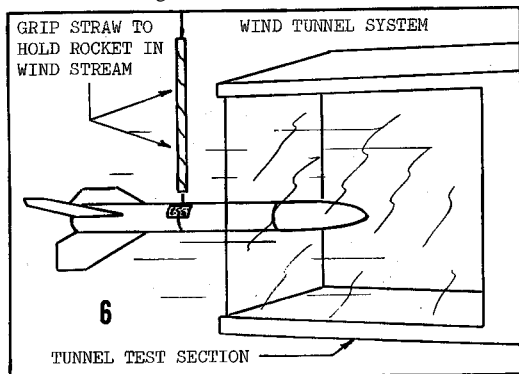 GRIP STRAW TO
HOLD ROCKET IN
WIND STREAM
WIND TUNNEL SYSTEM
6
TUNNEL TEST SECTION